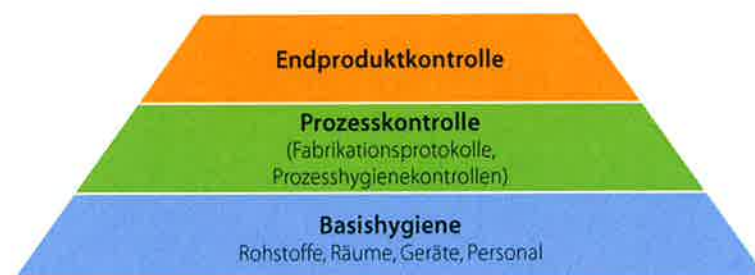 Endproduktkontrolle
Prozesskontrolle
(Fabrikationsprotokolle,
Prozesshygienekontrollen)
Basishygiene
Rohstoffe, Räume, Geräte, Personal